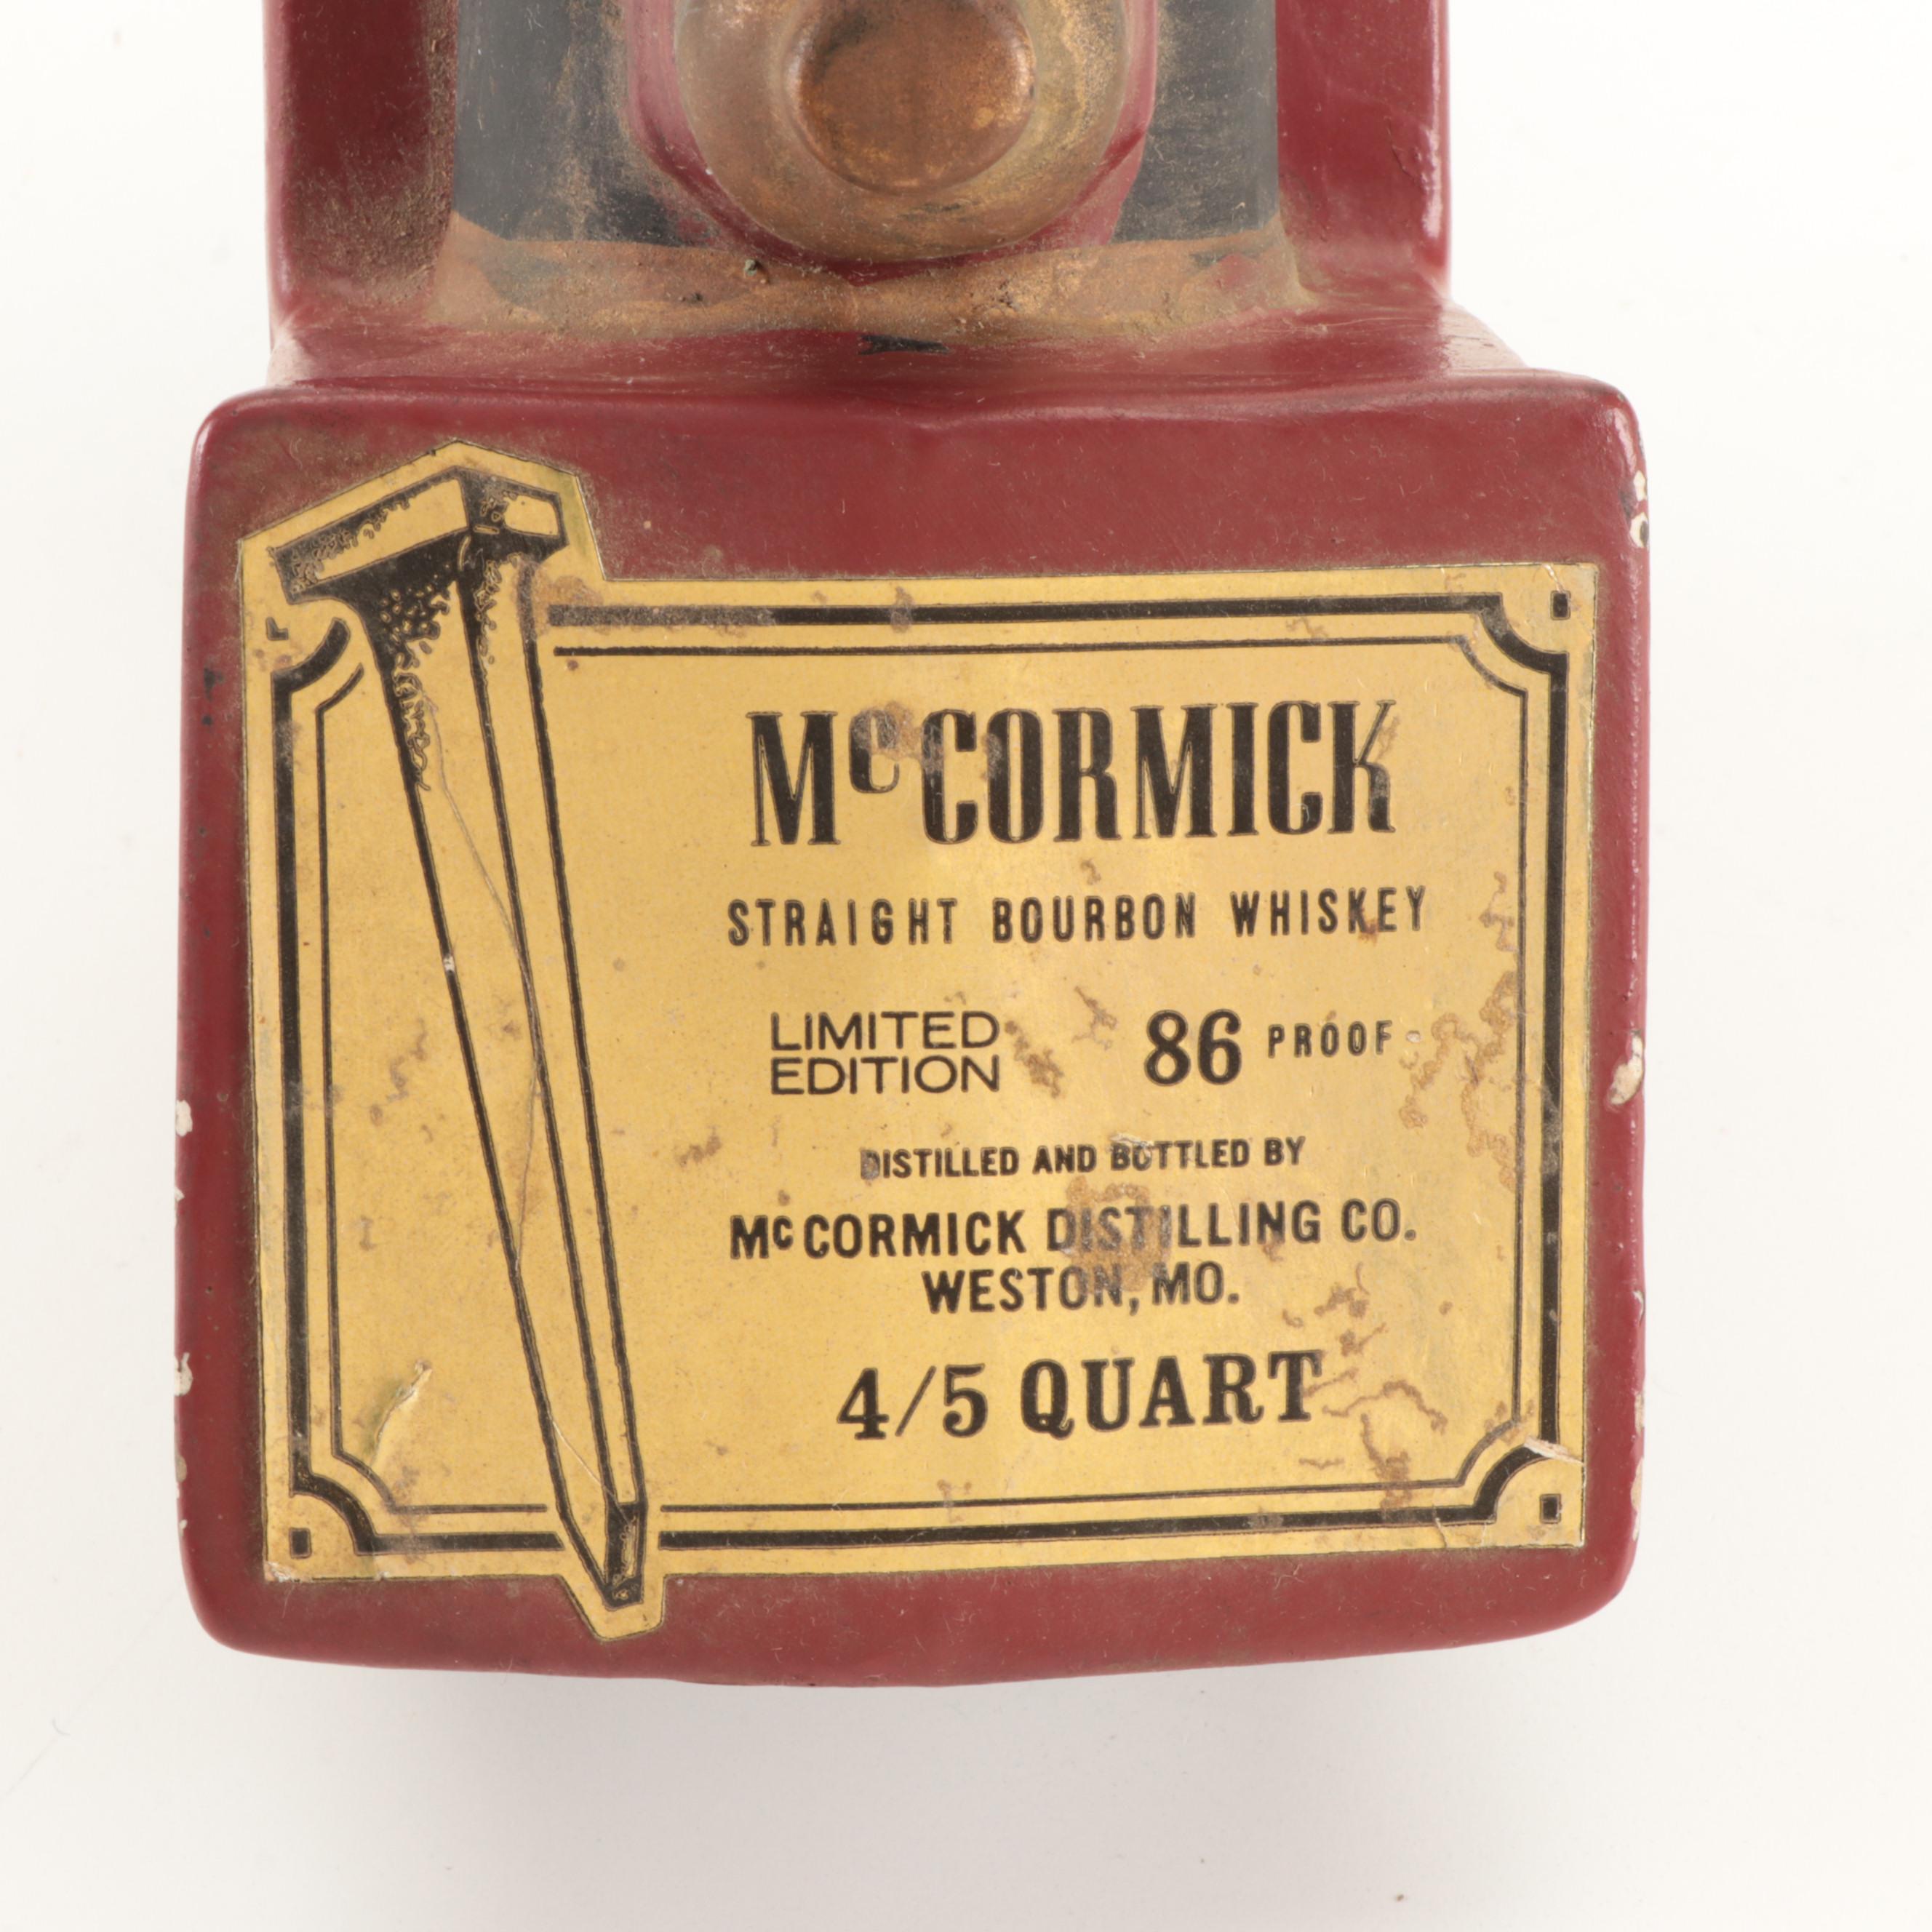 McCORMICK
STRAIGHT BOURBON WHISKEY
LIMITED EDITION
86 PROOF
DISTILLED AND BOTTLED BY
McCORMICK DISTILLING CO.
WESTON, MO.
4/5 QUART